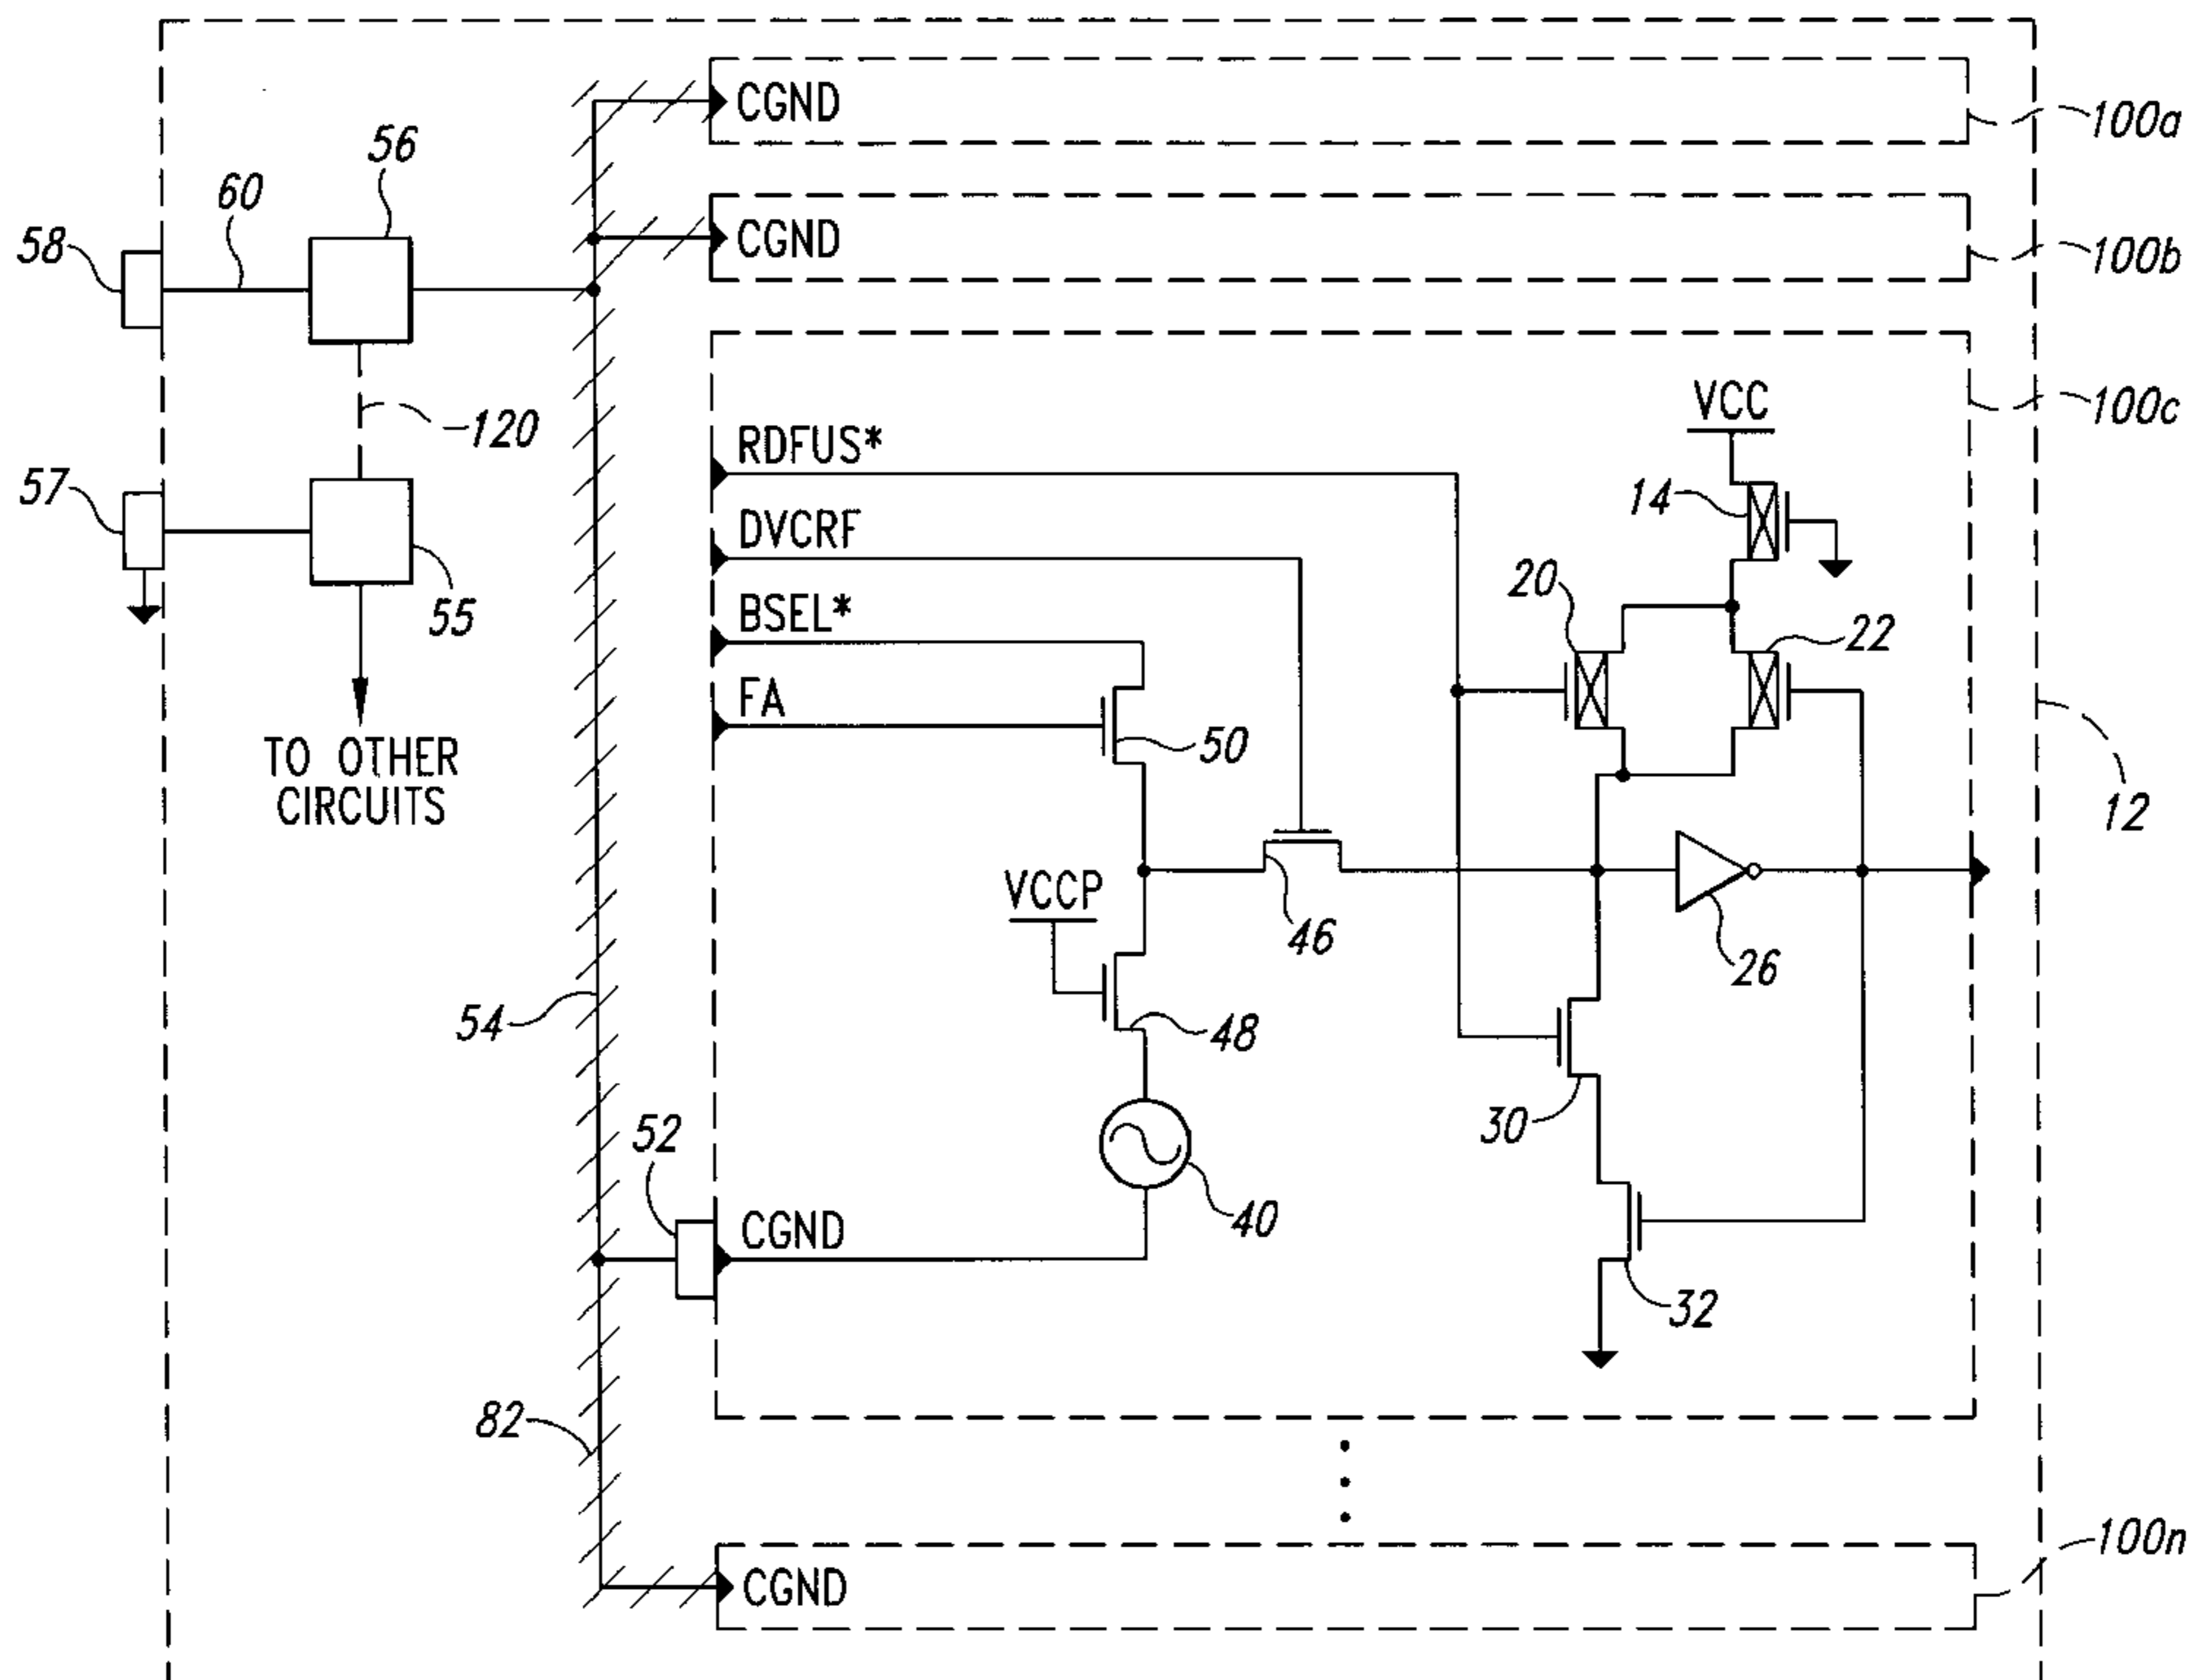 CGND
100a
56
60
CGND
58
100b
VCC
100c
120
RDFUS*
57
14
DVCRF
20
55
BSEL*
22
FA
50
TO OTHER
CIRCUITS
12
VCCP
46
26
54
48
30
52
CGND
40
32
82
100n
CGND